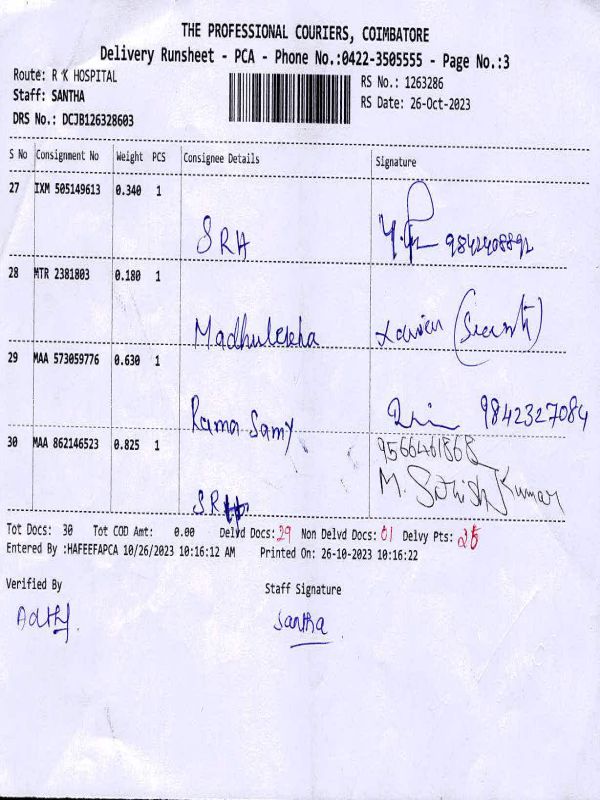 THE PROFESSIONAL COURIERS, COIMBATORE
Delivery Runsheet - PCA - Phone No.:0422-3505555 - Page No.:3
Route: R K HOSPITAL
RS No.: 1263286
Staff: SANTHA
RS Date: 26-Oct-2023
DRS No.: DCJB126328603
S No Consignment No Weight PCS Consignee Details Signature
27 IXM 505149613 0.340 1
SRH 9842408892
28 MTR 2381803 0.180 1
Madhulekha
29 MAA 573059776 0.630 1
Rama Samy 9842327084
30 MAA 862146523 0.825 1
9566461868
SRH M. Sathish Kumar
Tot Docs: 30 Tot COD Amt: 0.00 Delvd Docs: 29 Non Delvd Docs: 01 Delvy Pts:
Entered By :HAFEEFAPCA 10/26/2023 10:16:12 AM Printed On: 26-10-2023 10:16:22
Verified By Staff Signature
Santha